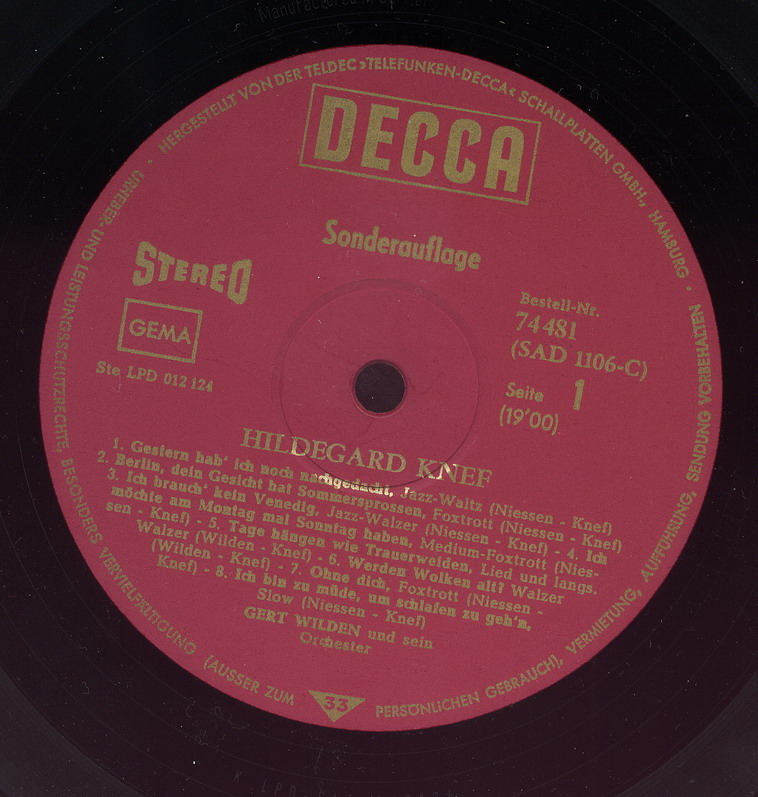 HERGESTELLT VON DER TELDEC »TELEFUNKEN-DECCA« SCHALLPLATTEN GMBH., HAMBURG •
DECCA
Sonderauflage
STEREO
GEMA
Ste LPD 012 124
Bestell-Nr.
74 481
(SAD 1106-C)
Seite 1
(19'00)
HILDEGARD KNEF
1. Gestern hab' ich noch nachgedacht, Jazz-Waltz (Niessen - Knef)
2. Berlin, dein Gesicht hat Sommersprossen, Foxtrott (Niessen - Knef)
3. Ich brauch' kein Venedig, Jazz-Walzer (Niessen - Knef) - 4. Ich
möchte am Montag mal Sonntag haben, Medium-Foxtrott (Nies-
sen - Knef) - 5. Tage hängen wie Trauerweiden, Lied und langs.
Walzer (Wilden - Knef) - 6. Werden Wolken alt? Walzer
(Wilden - Knef) - 7. Ohne dich, Foxtrott (Niessen -
Knef) - 8. Ich bin zu müde, um schlafen zu geh'n,
Slow (Niessen - Knef)
GERT WILDEN und sein
Orchester
URHEBER- UND LEISTUNGSSCHUTZRECHTE, BESONDERS VERVIELFÄLTIGUNG (AUSSER ZUM
33
PERSÖNLICHEN GEBRAUCH), VERMIETUNG, AUFFÜHRUNG, SENDUNG VORBEHALTEN •
Manufactured